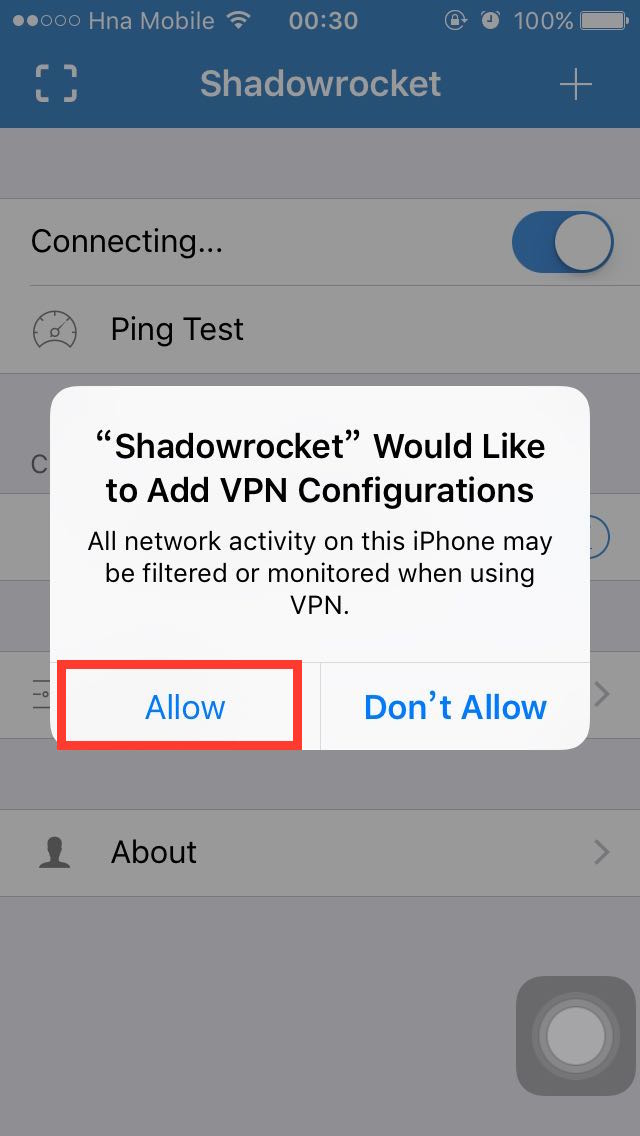 Hna Mobile 00:30 100%
Shadowrocket
Connecting...
Ping Test
C
“Shadowrocket” Would Like
to Add VPN Configurations
All network activity on this iPhone may
be filtered or monitored when using
VPN.
Allow Don’t Allow
About